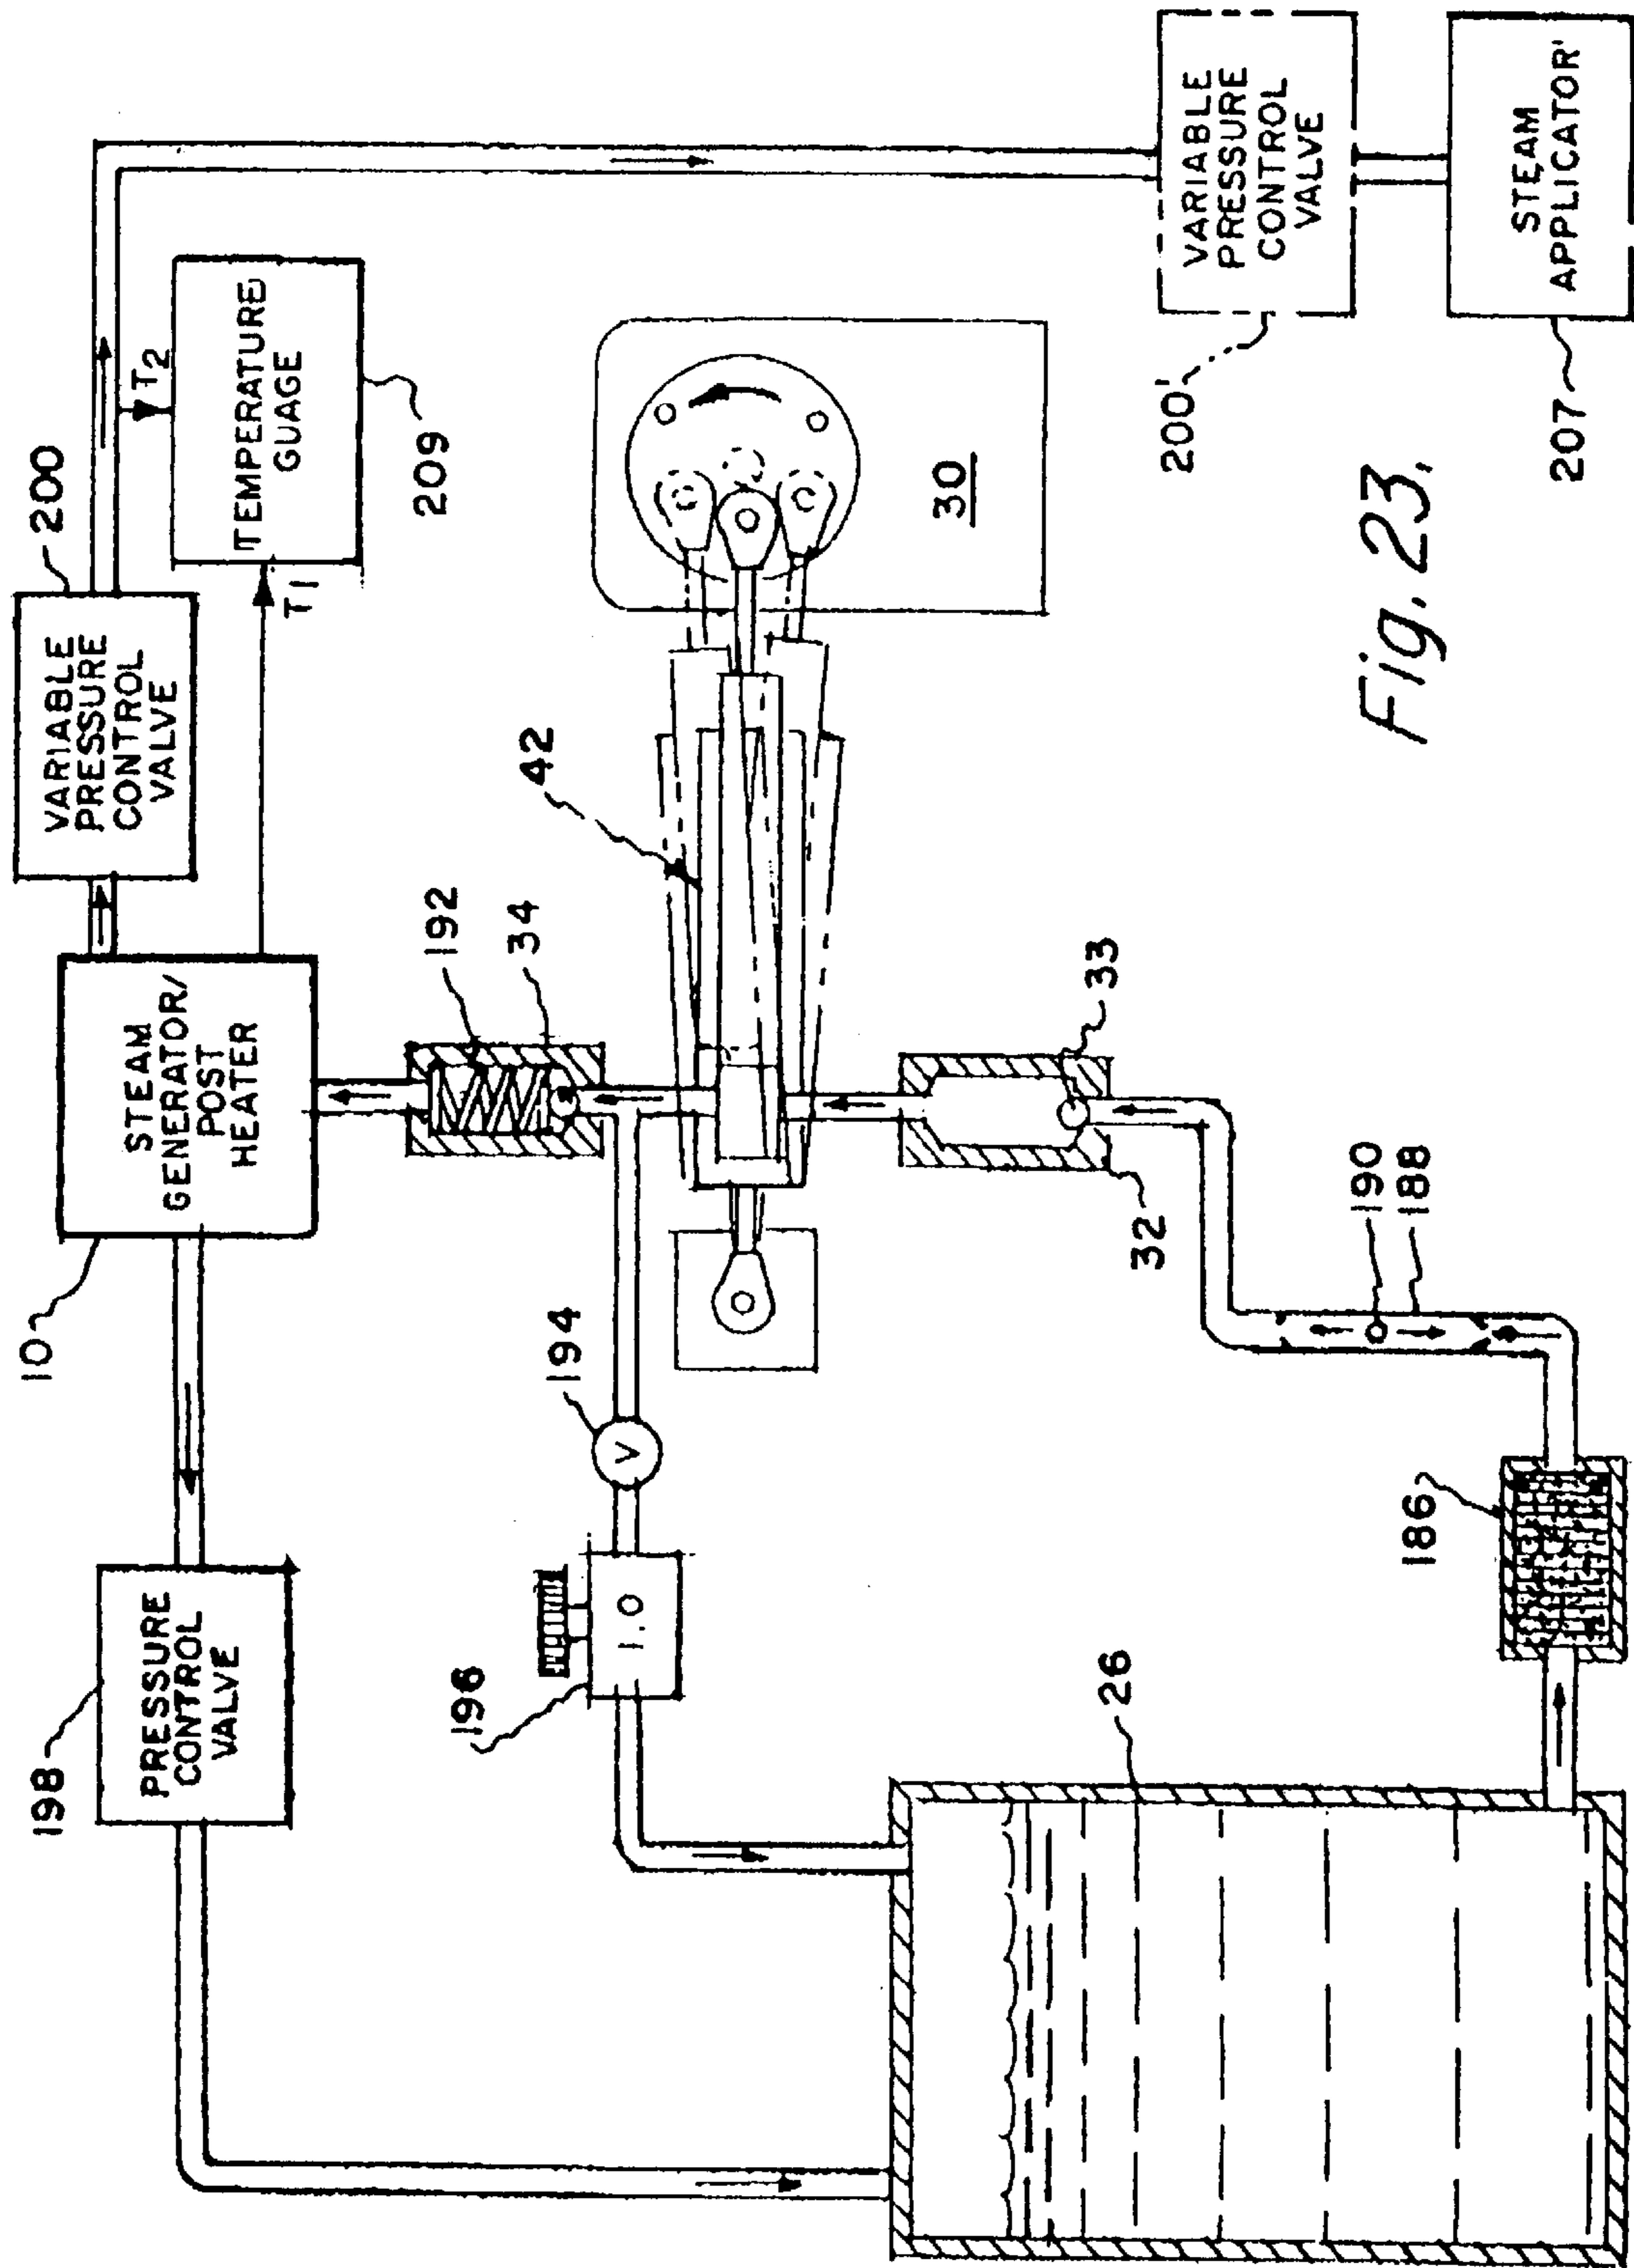 198
PRESSURE
CONTROL
VALVE
10
STEAM
GENERATOR/
POST
HEATER
VARIABLE
PRESSURE
CONTROL
VALVE
200
T2
T1
TEMPERATURE
GUAGE
209
196
1.0
194
V
192
34
42
30
26
186
190
188
32
33
VARIABLE
PRESSURE
CONTROL
VALVE
200'
STEAM
APPLICATOR'
207
Fig. 23,